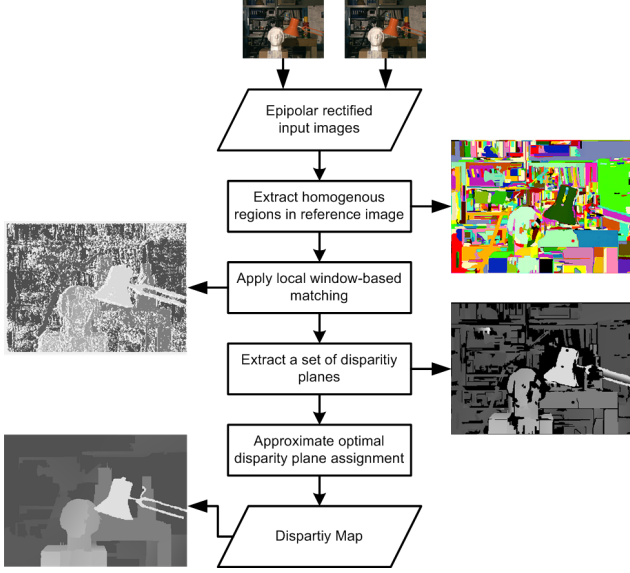 Epipolar rectified
input images
Extract homogenous
regions in reference image
Apply local window-based
matching
Extract a set of disparitiy
planes
Approximate optimal
disparity plane assignment
Dispartiy Map